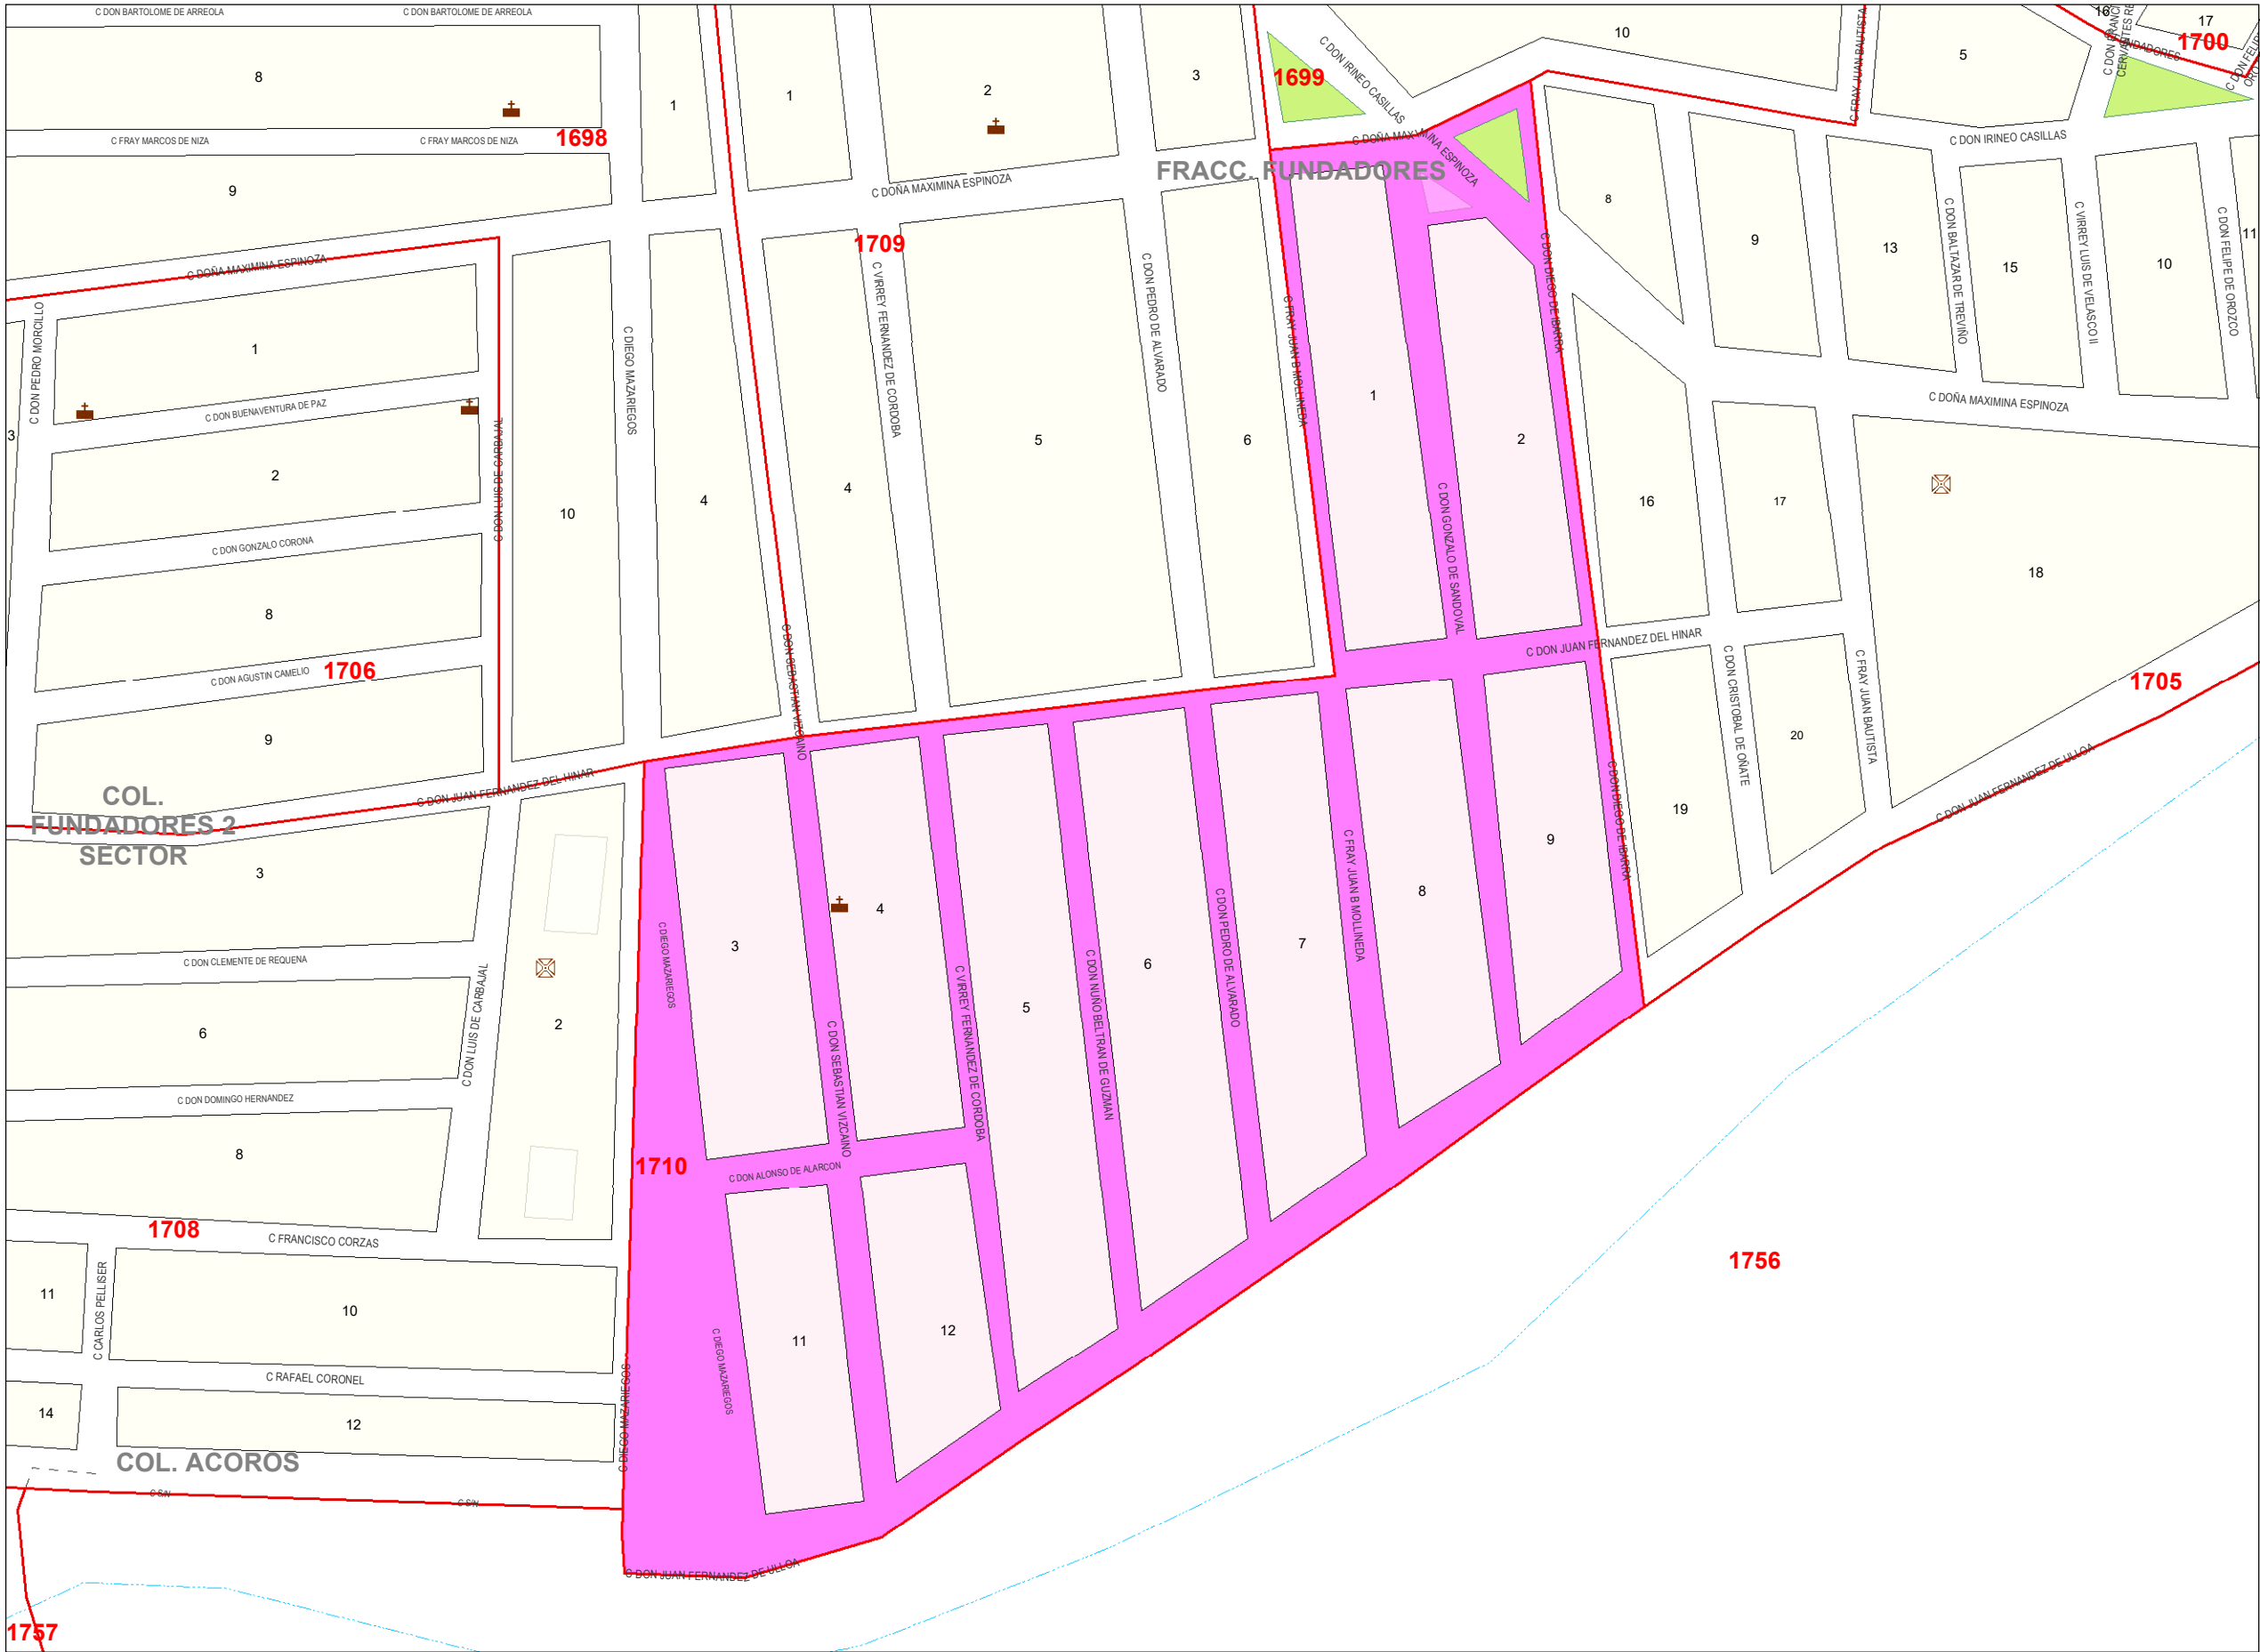 C DON BARTOLOME DE ARREOLA
C DON BARTOLOME DE ARREOLA
8
1
1
2
3
10
5
16
17
1700
1699
C DON IRINEO CASILLAS
C FRAY JUAN BAUTISTA
C FRAY MARCOS DE NIZA
C FRAY MARCOS DE NIZA
1698
C DOÑA MAXIMINA ESPINOZA
C DON IRINEO CASILLAS
FRACC. FUNDADORES
9
C DOÑA MAXIMINA ESPINOZA
8
9
13
15
10
11
C DON BALTAZAR DE TREVIÑO
C VIRREY LUIS DE VELASCO II
C DON FELIPE DE OROZCO
1709
C DOÑA MAXIMINA ESPINOZA
C DON PEDRO MORCILLO
1
C DIEGO MAZARIEGOS
C VIRREY FERNANDEZ DE CORDOBA
C DON PEDRO DE ALVARADO
C FRAY JUAN B MOLLINEDA
C DON DIEGO DE IBARRA
1
C DOÑA MAXIMINA ESPINOZA
C DON BUENAVENTURA DE PAZ
3
2
C DON LUIS DE CARBAJAL
10
4
4
5
6
2
C DON GONZALO DE SANDOVAL
16
17
18
C DON GONZALO CORONA
8
C DON JUAN FERNANDEZ DEL HINAR
C DON AGUSTIN CAMELIO
1706
C DON SEBASTIAN VIZCAINO
C DON CRISTOBAL DE OÑATE
C FRAY JUAN BAUTISTA
1705
9
20
C DON JUAN FERNANDEZ DEL HINAR
C DON JUAN FERNANDEZ DE ULLOA
COL.
FUNDADORES 2
SECTOR
C DON DIEGO DE IBARRA
19
3
9
8
C FRAY JUAN B MOLLINEDA
4
3
7
C DON PEDRO DE ALVARADO
6
C DON NUÑO BELTRAN DE GUZMAN
5
C VIRREY FERNANDEZ DE CORDOBA
C DIEGO MAZARIEGOS
C DON CLEMENTE DE REQUENA
C DON LUIS DE CARBAJAL
6
2
C DON SEBASTIAN VIZCAINO
C DON DOMINGO HERNANDEZ
8
1710
C DON ALONSO DE ALARCON
1708
C FRANCISCO CORZAS
1756
11
C CARLOS PELLISER
10
11
12
C DIEGO MAZARIEGOS
C RAFAEL CORONEL
14
12
C DIEGO MAZARIEGOS
COL. ACOROS
C S/N
C S/N
C DON JUAN FERNANDEZ DE ULLOA
1757